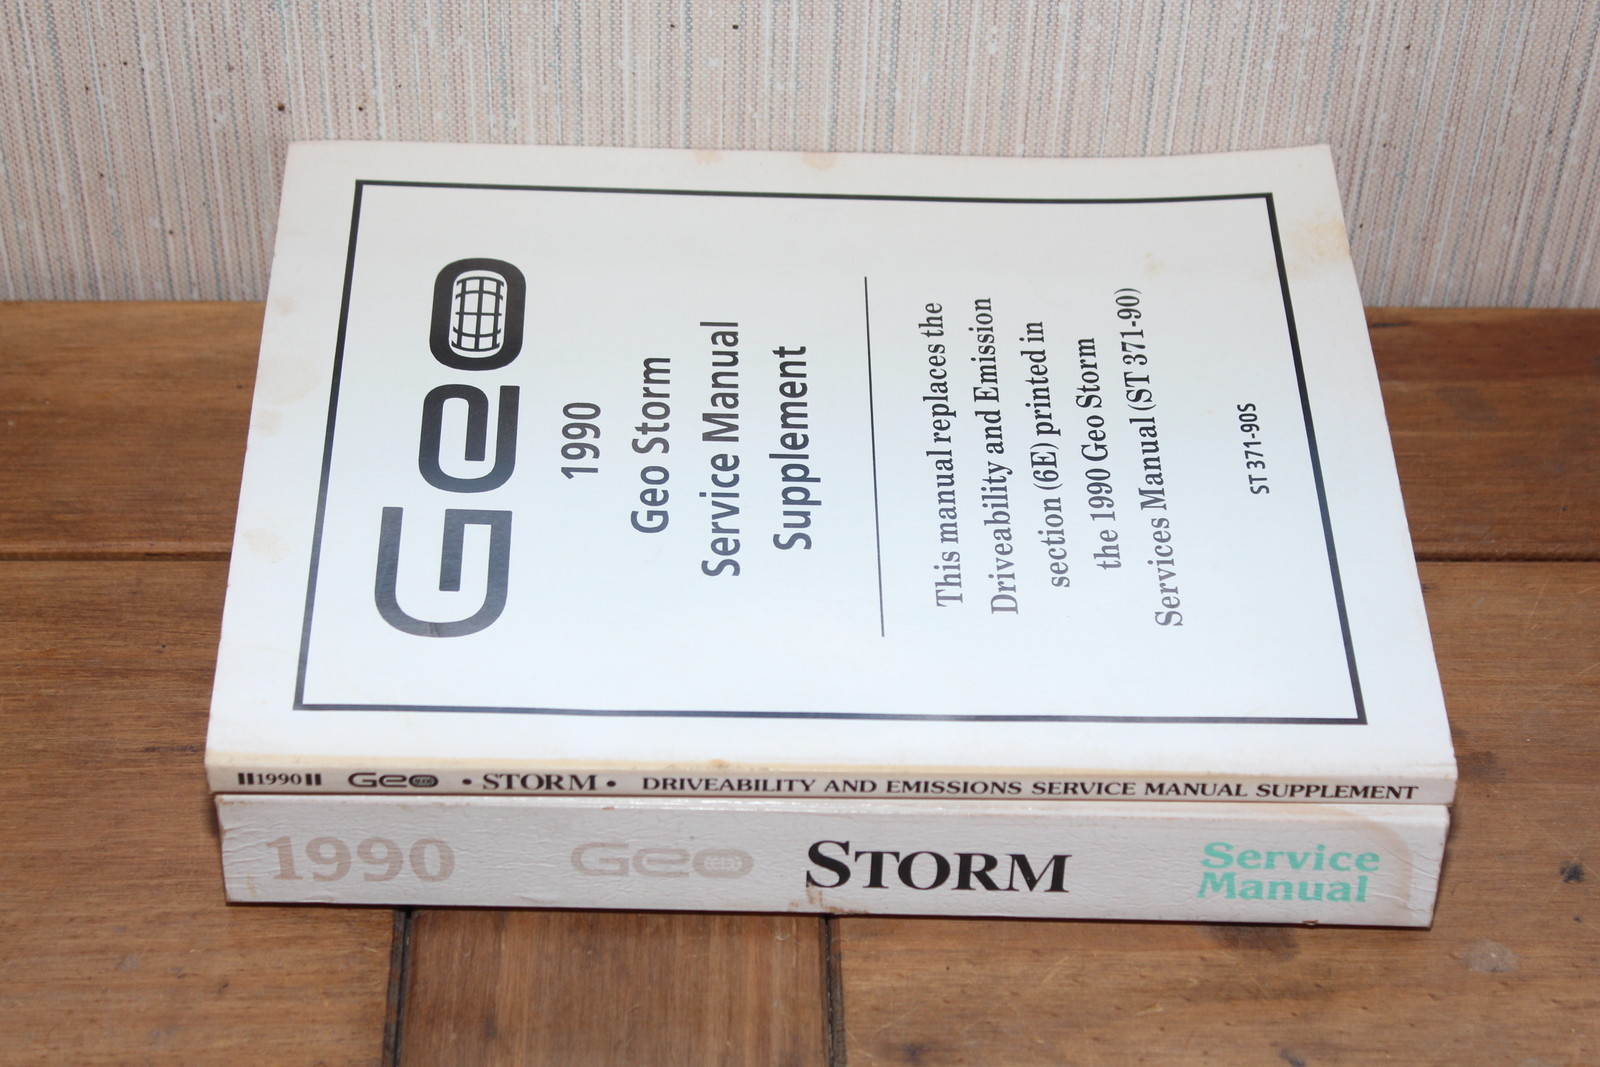 Geo
1990
Geo Storm
Service Manual
Supplement
This manual replaces the
Driveability and Emission
section (6E) printed in
the 1990 Geo Storm
Services Manual (ST 371-90)
ST 371-90S
1990 Geo • STORM • DRIVEABILITY AND EMISSIONS SERVICE MANUAL SUPPLEMENT
1990 Geo STORM Service
Manual